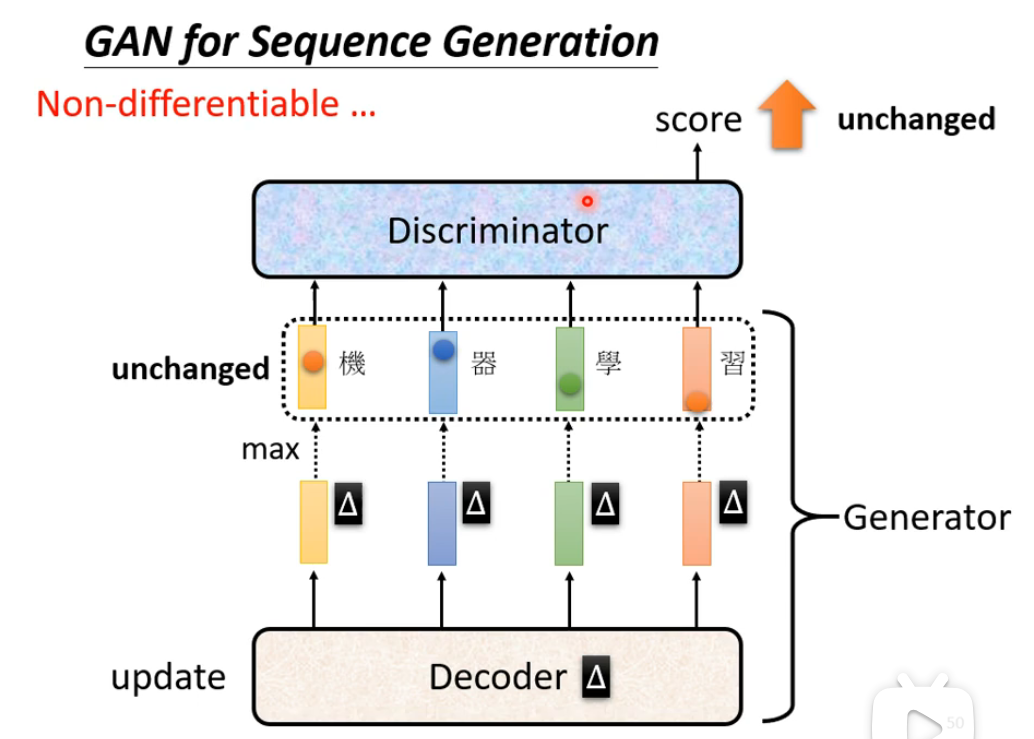 GAN for Sequence Generation
Non-differentiable ...
score unchanged
Discriminator
unchanged 機 器 學 習
max
Δ Δ Δ Δ
Generator
update Decoder Δ
50